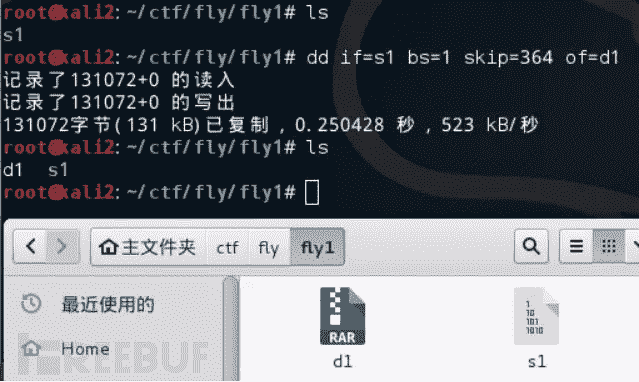 root@kali2:~/ctf/fly/fly1# ls
s1
root@kali2:~/ctf/fly/fly1# dd if=s1 bs=1 skip=364 of=d1
记录了131072+0 的读入
记录了131072+0 的写出
131072字节(131 kB)已复制，0.250428 秒，523 kB/秒
root@kali2:~/ctf/fly/fly1# ls
d1  s1
root@kali2:~/ctf/fly/fly1#
主文件夹 ctf fly fly1
最近使用的
Home
RAR
d1
1
10
101
1010
s1
REEBUF